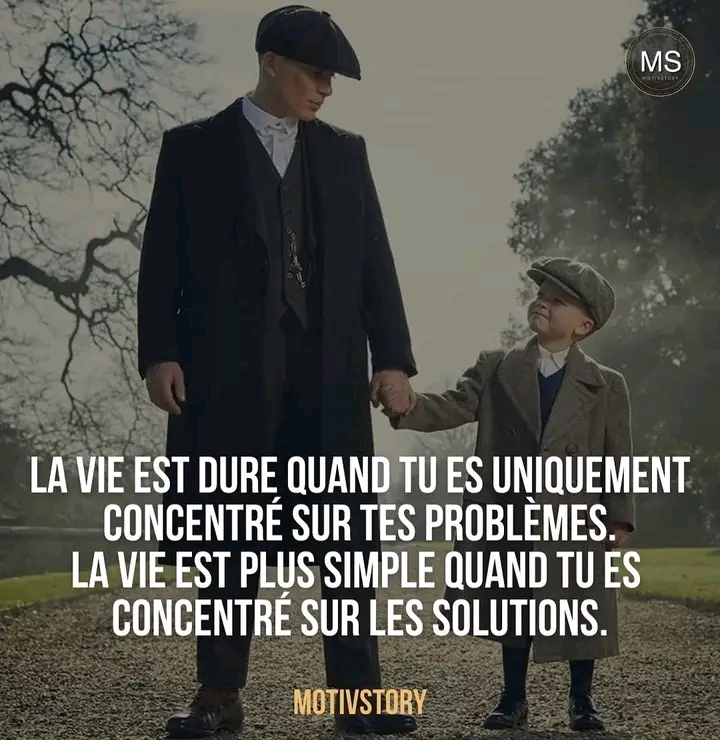 MS
MOTIVSTORY
LA VIE EST DURE QUAND TU ES UNIQUEMENT
CONCENTRÉ SUR TES PROBLÈMES.
LA VIE EST PLUS SIMPLE QUAND TU ES
CONCENTRÉ SUR LES SOLUTIONS.
MOTIVSTORY